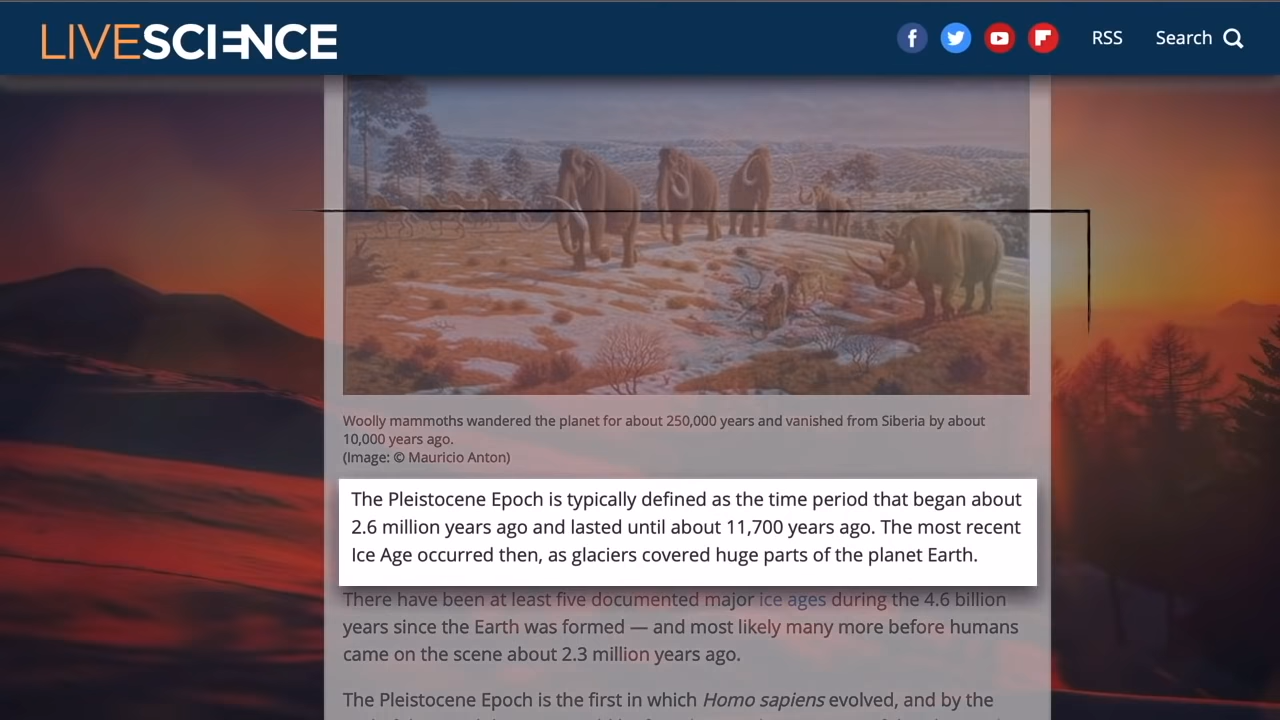 LIVESCIENCE
RSS
Search
Woolly mammoths wandered the planet for about 250,000 years and vanished from Siberia by about
10,000 years ago.
(Image: © Mauricio Anton)
The Pleistocene Epoch is typically defined as the time period that began about
2.6 million years ago and lasted until about 11,700 years ago. The most recent
Ice Age occurred then, as glaciers covered huge parts of the planet Earth.
There have been at least five documented major ice ages during the 4.6 billion
years since the Earth was formed — and most likely many more before humans
came on the scene about 2.3 million years ago.
The Pleistocene Epoch is the first in which Homo sapiens evolved, and by the